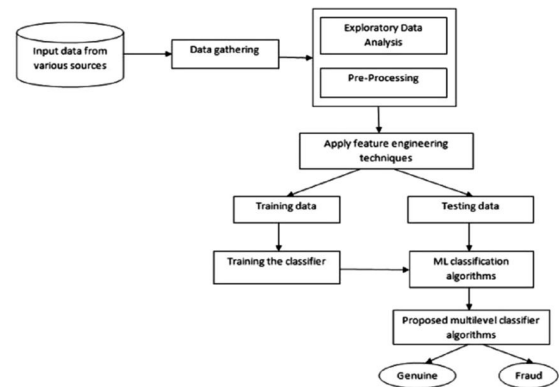 Input data from
various sources
Data gathering
Exploratory Data
Analysis
Pre-Processing
Apply feature engineering
techniques
Training data
Testing data
Training the classifier
ML classification
algorithms
Proposed multilevel classifier
algorithms
Genuine
Fraud